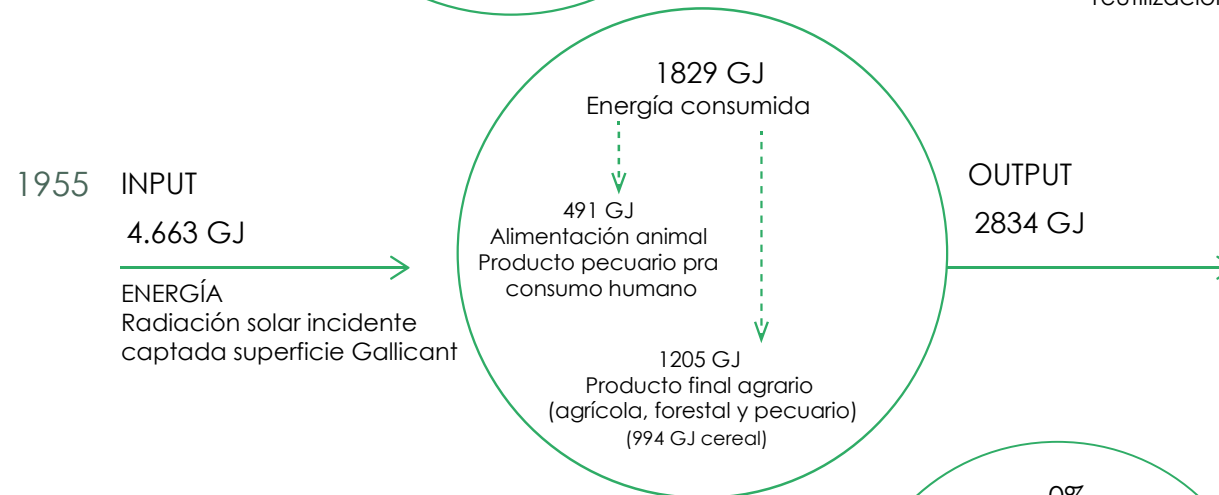 reutilización
1829 GJ
Energía consumida
1955
INPUT
4.663 GJ
ENERGÍA
Radiación solar incidente
captada superficie Gallicant
491 GJ
Alimentación animal
Producto pecuario pra
consumo humano
1205 GJ
Producto final agrario
(agrícola, forestal y pecuario)
(994 GJ cereal)
OUTPUT
2834 GJ